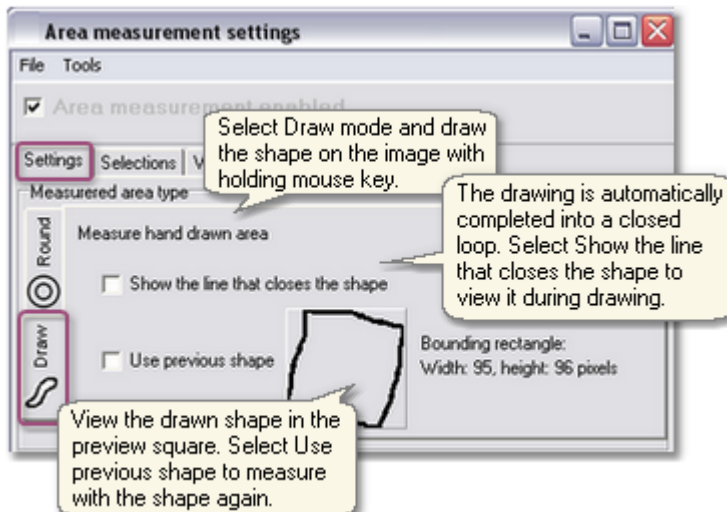 Area measurement settings
File Tools
Area measurement enabled
Select Draw mode and draw
the shape on the image with
holding mouse key.
Settings Selections V
Measurered area type
The drawing is automatically
completed into a closed
loop. Select Show the line
that closes the shape to
view it during drawing.
Round
Measure hand drawn area
Show the line that closes the shape
Draw
Use previous shape
Bounding rectangle:
Width: 95, height: 96 pixels
View the drawn shape in the
preview square. Select Use
previous shape to measure
with the shape again.